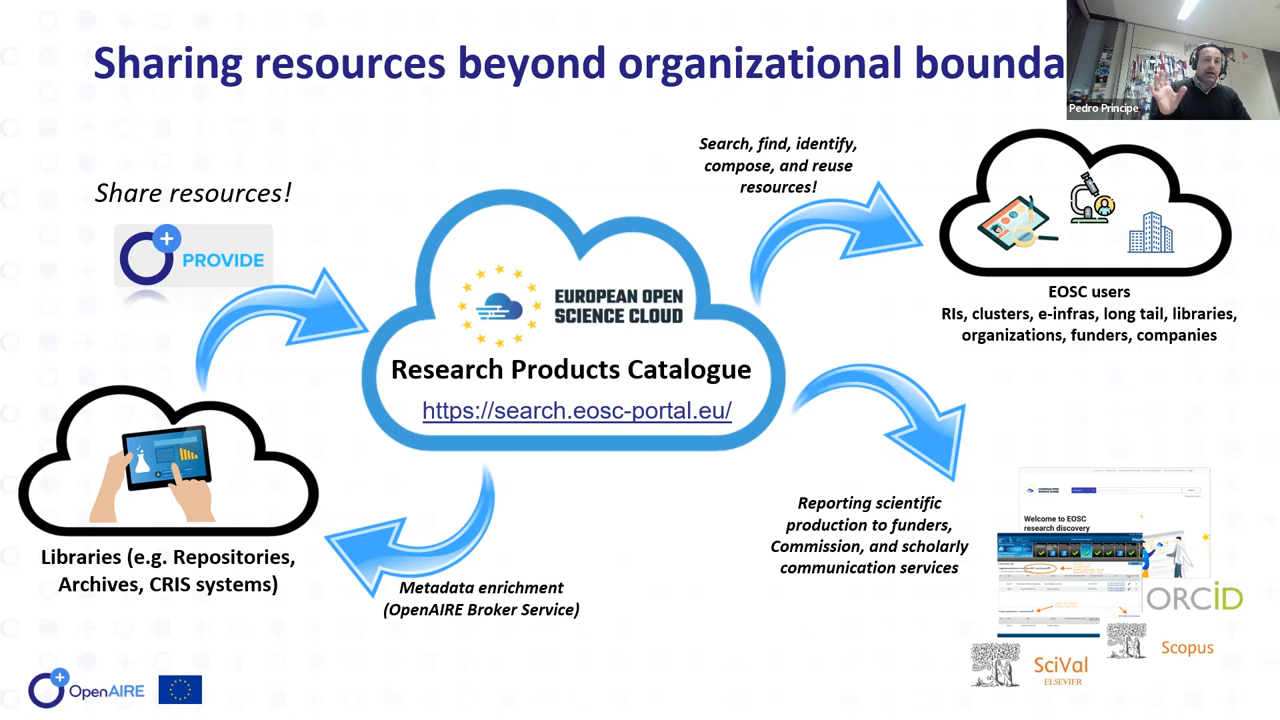 Sharing resources beyond organizational bounda
Pedro Principe
Share resources!
PROVIDE
Search, find, identify,
compose, and reuse
resources!
EUROPEAN OPEN
SCIENCE CLOUD
Research Products Catalogue
https://search.eosc-portal.eu/
EOSC users
RIs, clusters, e-infras, long tail, libraries,
organizations, funders, companies
Libraries (e.g. Repositories,
Archives, CRIS systems)
Metadata enrichment
(OpenAIRE Broker Service)
Reporting scientific
production to funders,
Commission, and scholarly
communication services
Welcome to EOSC
research discovery
ORCID
SciVal
ELSEVIER
Scopus
OpenAIRE